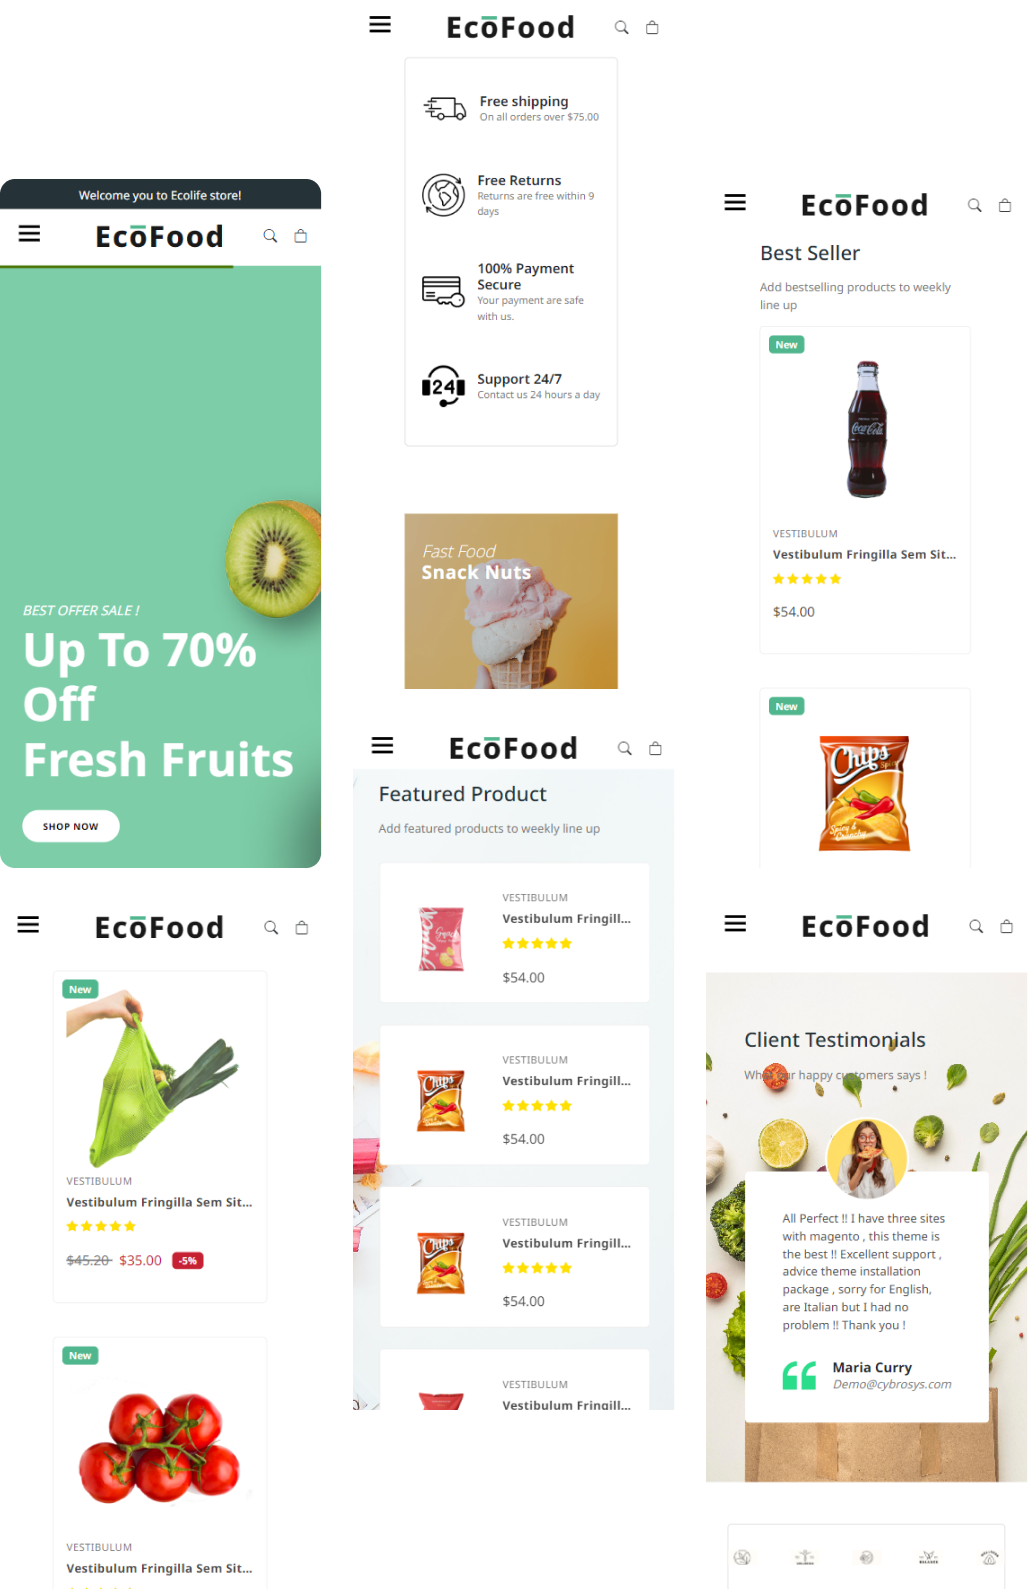 Welcome you to Ecolife store!
EcoFood
BEST OFFER SALE !
Up To 70%
Off
Fresh Fruits
SHOP NOW
EcoFood
New
VESTIBULUM
Vestibulum Fringilla Sem Sit...
$45.20 $35.00 -5%
New
VESTIBULUM
Vestibulum Fringilla Sem Sit...
EcoFood
Free shipping
On all orders over $75.00
Free Returns
Returns are free within 9
days
100% Payment
Secure
Your payment are safe
with us.
24
Support 24/7
Contact us 24 hours a day
Fast Food
Snack Nuts
EcoFood
Featured Product
Add featured products to weekly line up
VESTIBULUM
Vestibulum Fringill...
$54.00
Chips
VESTIBULUM
Vestibulum Fringill...
$54.00
Chips
VESTIBULUM
Vestibulum Fringill...
$54.00
VESTIBULUM
Vestibulum Fringill...
EcoFood
Best Seller
Add bestselling products to weekly
line up
New
Coca-Cola
VESTIBULUM
Vestibulum Fringilla Sem Sit...
$54.00
New
Chips
Spicy &
Crunchy
EcoFood
Client Testimonials
What our happy customers says !
All Perfect !! I have three sites
with magento , this theme is
the best !! Excellent support ,
advice theme installation
package , sorry for English,
are Italian but I had no
problem !! Thank you !
Maria Curry
Demo@cybrosys.com